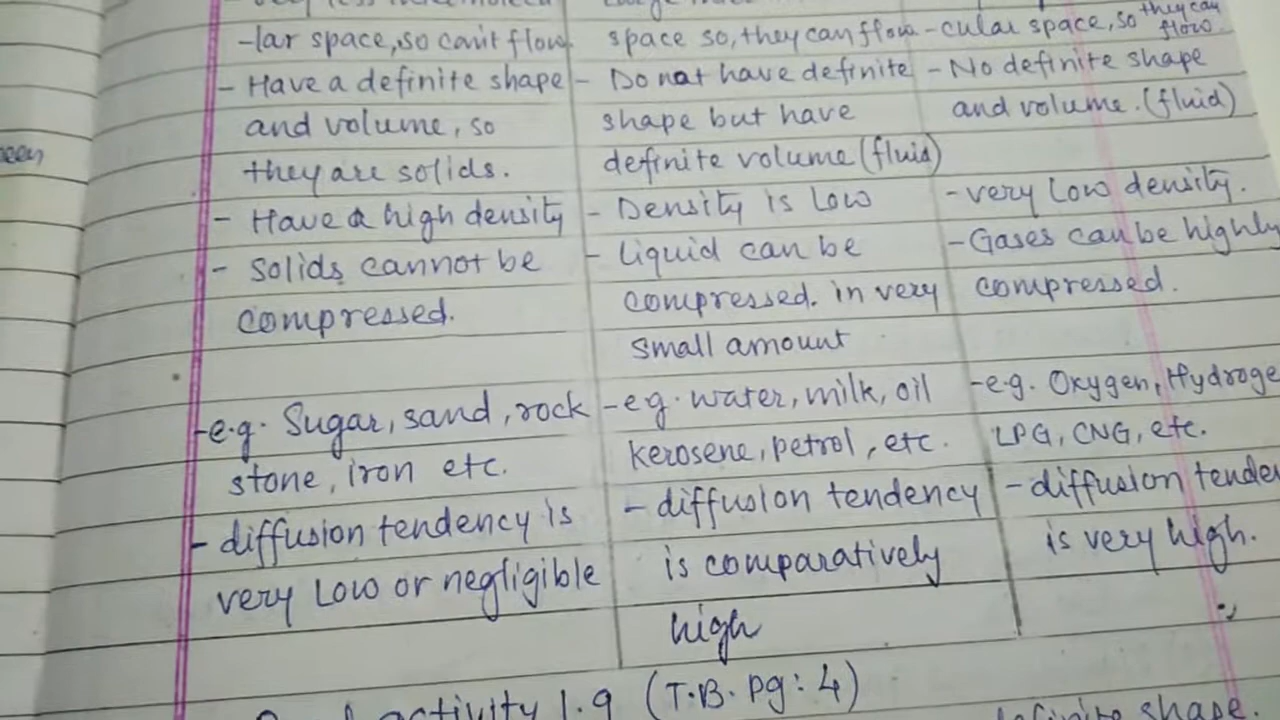 -lar space, so can't flow.
- Have a definite shape
and volume, so
they are solids.
- Have a high density
- Solids cannot be
compressed.
-e.g. Sugar, sand, rock
stone, iron etc.
- diffusion tendency is
very Low or negligible
space so, they can flow
- Do not have definite
shape but have
definite volume (fluid)
- Density is Low
- Liquid can be
compressed. in very
small amount
-eg. water, milk, oil
kerosene, petrol, etc.
- diffusion tendency
is comparatively
high
-cular space, so they can
flow.
- No definite shape
and volume. (fluid)
- very Low density.
- Gases can be highly
compressed.
-e.g. Oxygen, Hydroge
LPG, CNG, etc.
- diffusion tenden
is very high.
activity 1.9 (T.B. pg: 4)
definite shape.